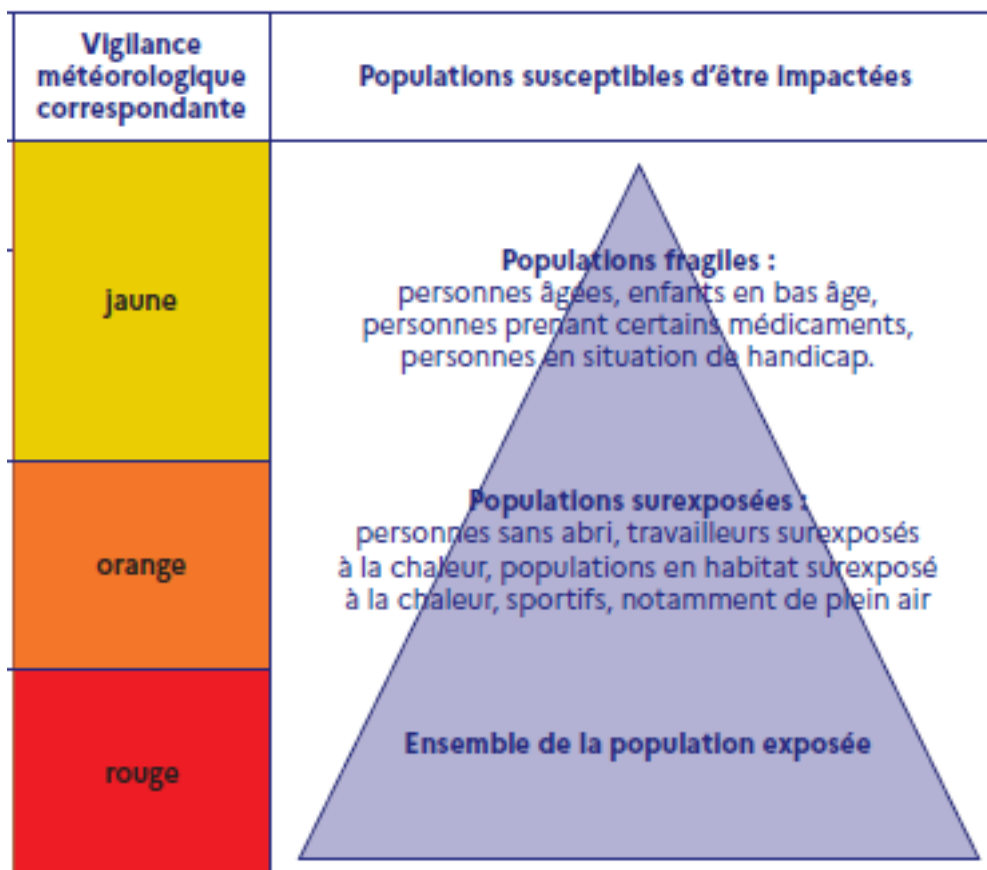 Vigilance
météorologique
correspondante
Populations susceptibles d'être impactées
jaune
Populations fragiles :
personnes âgées, enfants en bas âge,
personnes prenant certains médicaments,
personnes en situation de handicap.
orange
Populations surexposées :
personnes sans abri, travailleurs surexposés
à la chaleur, populations en habitat surexposé
à la chaleur, sportifs, notamment de plein air
rouge
Ensemble de la population exposée